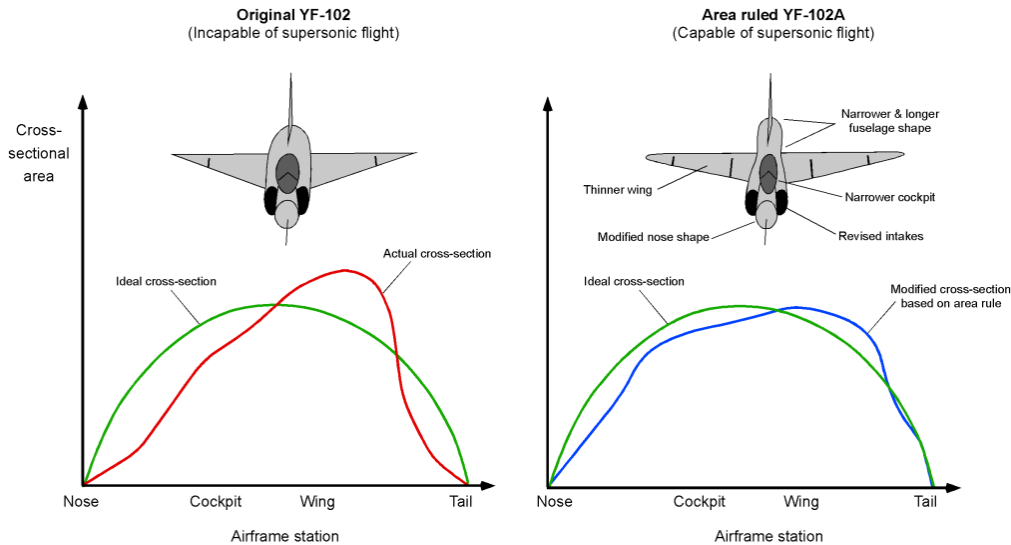 Original YF-102
(Incapable of supersonic flight)
Cross-
sectional
area
Ideal cross-section
Actual cross-section
Nose
Cockpit
Wing
Tail
Airframe station
Area ruled YF-102A
(Capable of supersonic flight)
Narrower & longer
fuselage shape
Thinner wing
Narrower cockpit
Modified nose shape
Revised intakes
Ideal cross-section
Modified cross-section
based on area rule
Nose
Cockpit
Wing
Tail
Airframe station